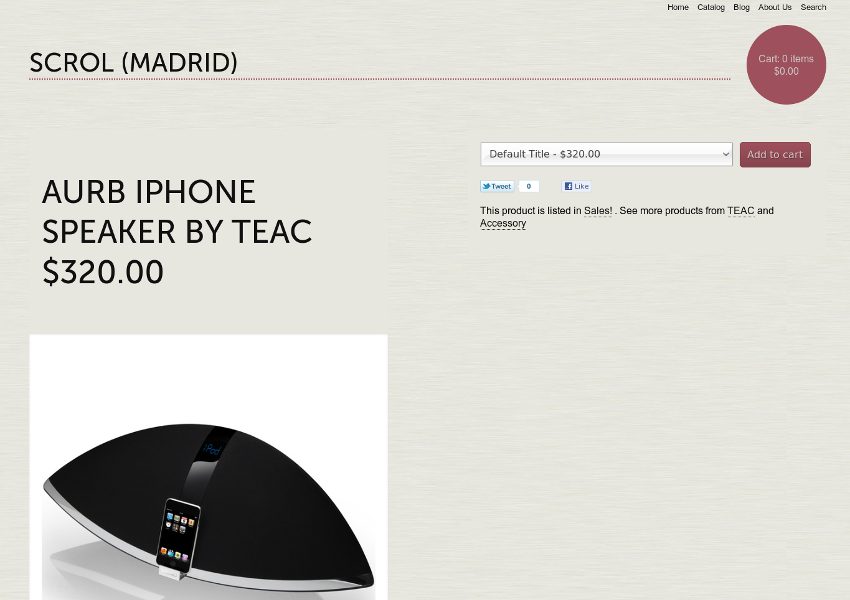 Home Catalog Blog About Us Search
SCROL (MADRID)
Cart: 0 items
$0.00
Default Title - $320.00
Add to cart
Tweet 0 Like
This product is listed in Sales! . See more products from TEAC and
Accessory
AURB IPHONE
SPEAKER BY TEAC
$320.00
iPod